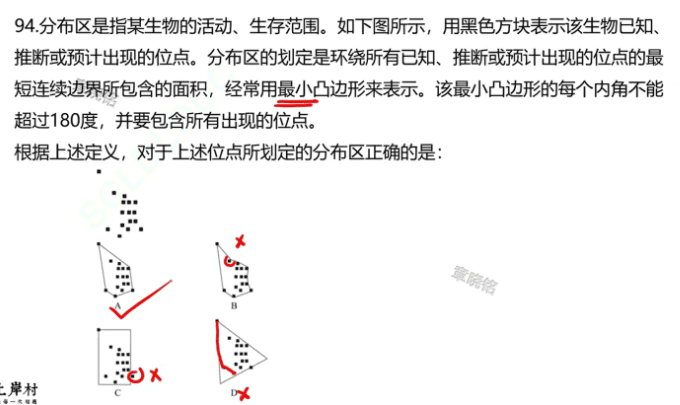 94.分布区是指某生物的活动、生存范围。如下图所示，用黑色方块表示该生物已知、
推断或预计出现的位点。分布区的划定是环绕所有已知、推断或预计出现的位点的最
短连续边界所包含的面积，经常用最小凸边形来表示。该最小凸边形的每个内角不能
超过180度，并要包含所有出现的位点。
根据上述定义，对于上述位点所划定的分布区正确的是：
章晓铭
A
B
C
D
上岸村